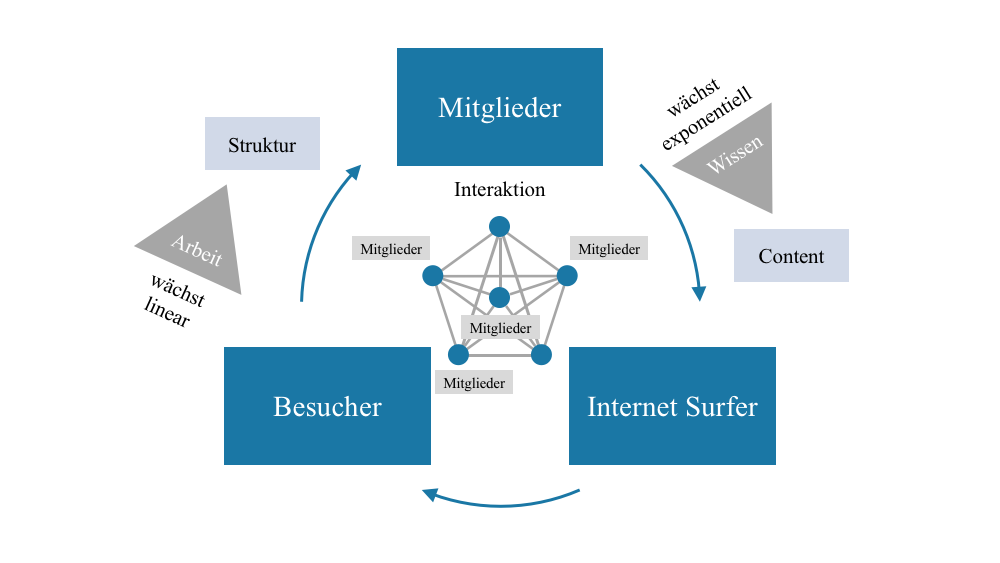 Mitglieder
wächst
exponentiell
Wissen
Struktur
Content
Arbeit
wächst
linear
Interaktion
Mitglieder
Mitglieder
Mitglieder
Mitglieder
Besucher
Internet Surfer